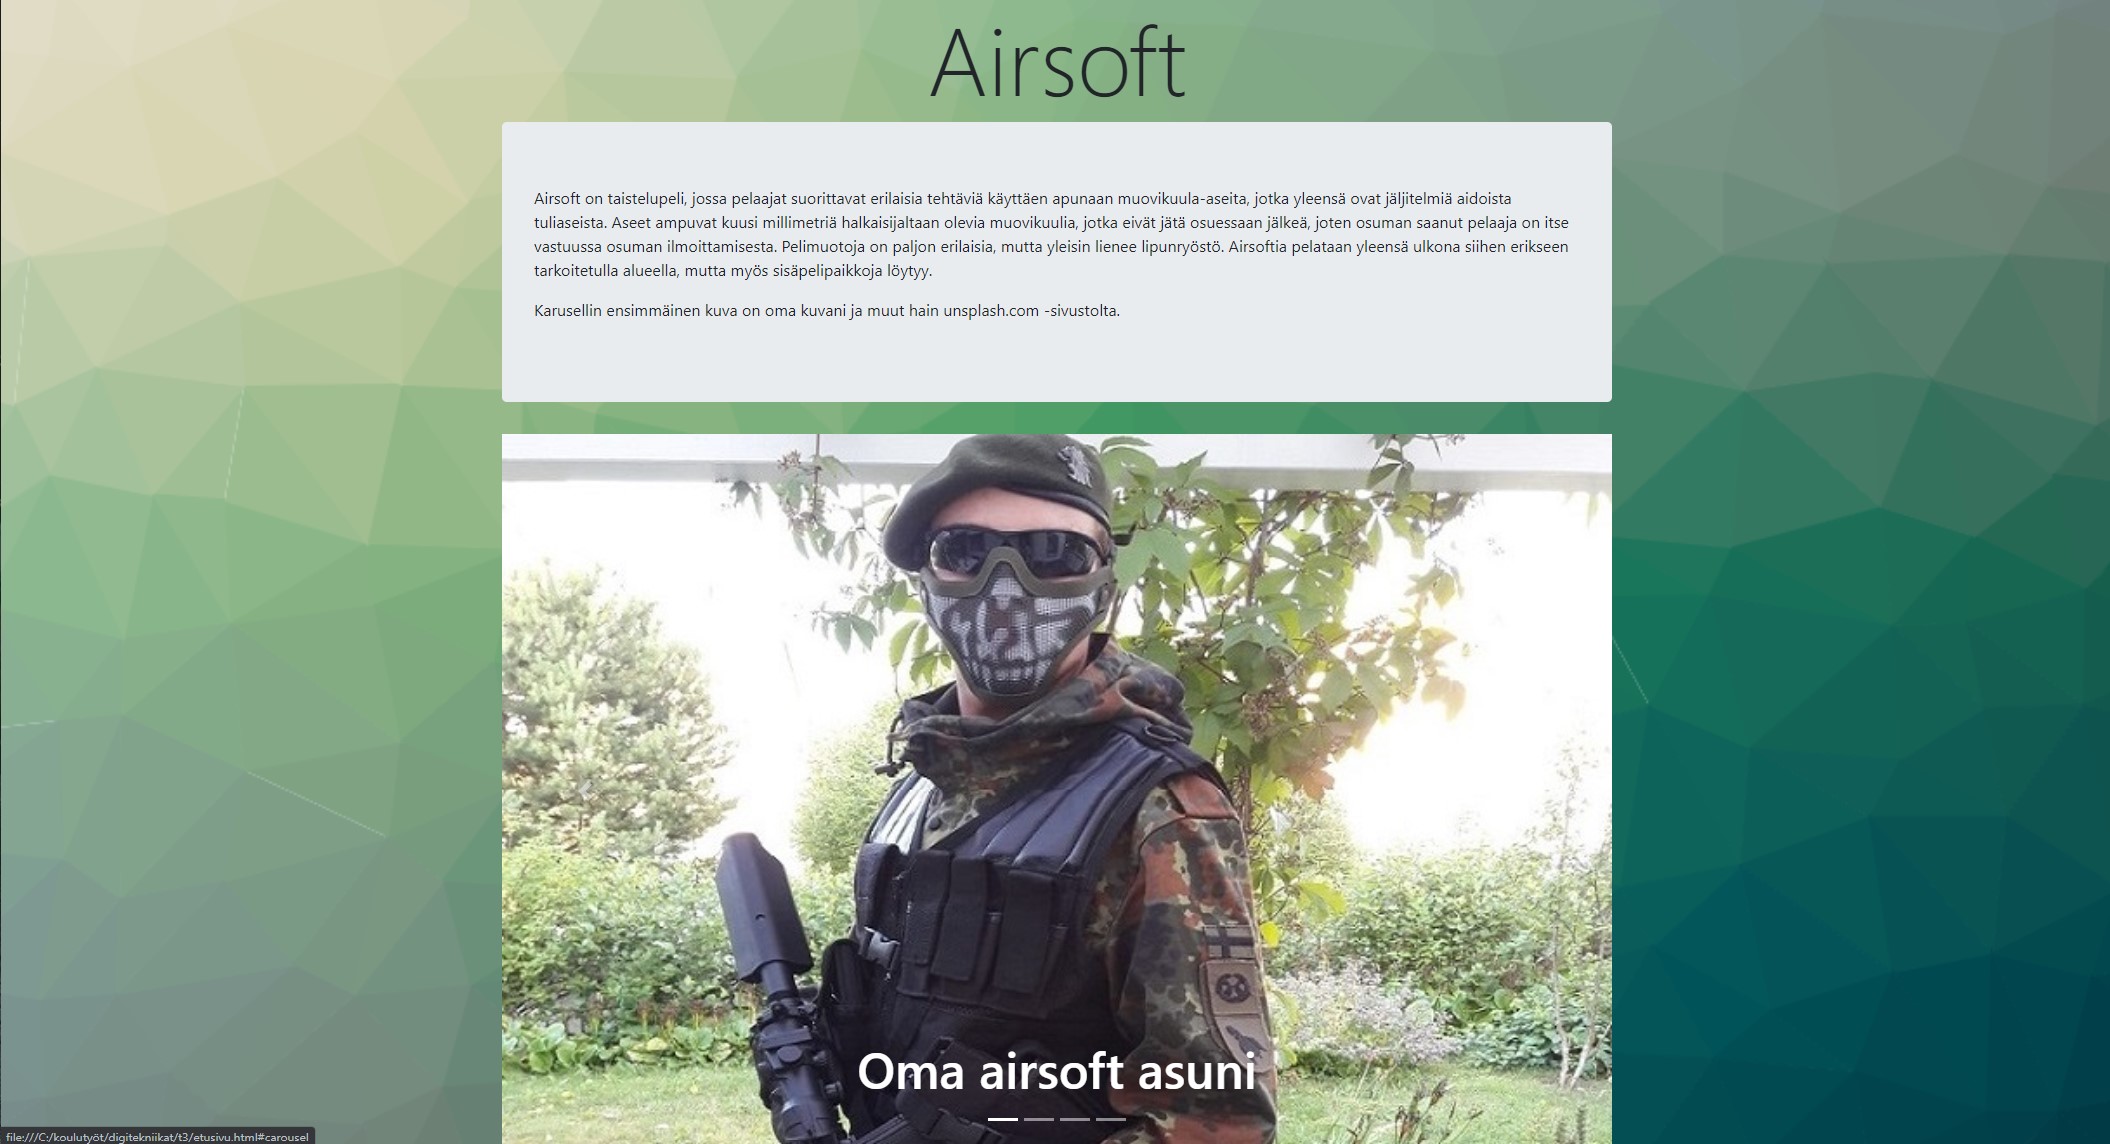 Airsoft
Airsoft on taistelupeli, jossa pelaajat suorittavat erilaisia tehtäviä käyttäen apunaan muovikuula-aseita, jotka yleensä ovat jäljitelmiä aidoista
tuliaseista. Aseet ampuvat kuusi millimetriä halkaisijaltaan olevia muovikuulia, jotka eivät jätä osuessaan jälkeä, joten osuman saanut pelaaja on itse
vastuussa osuman ilmoittamisesta. Pelimuotoja on paljon erilaisia, mutta yleisin lienee lipunryöstö. Airsoftia pelataan yleensä ulkona siihen erikseen
tarkoitetulla alueella, mutta myös sisäpelipaikkoja löytyy.
Karusellin ensimmäinen kuva on oma kuvani ja muut hain unsplash.com -sivustolta.
Oma airsoft asuni
file:///C:/koulutyöt/digitekniikat/t3/etusivu.html#carousel